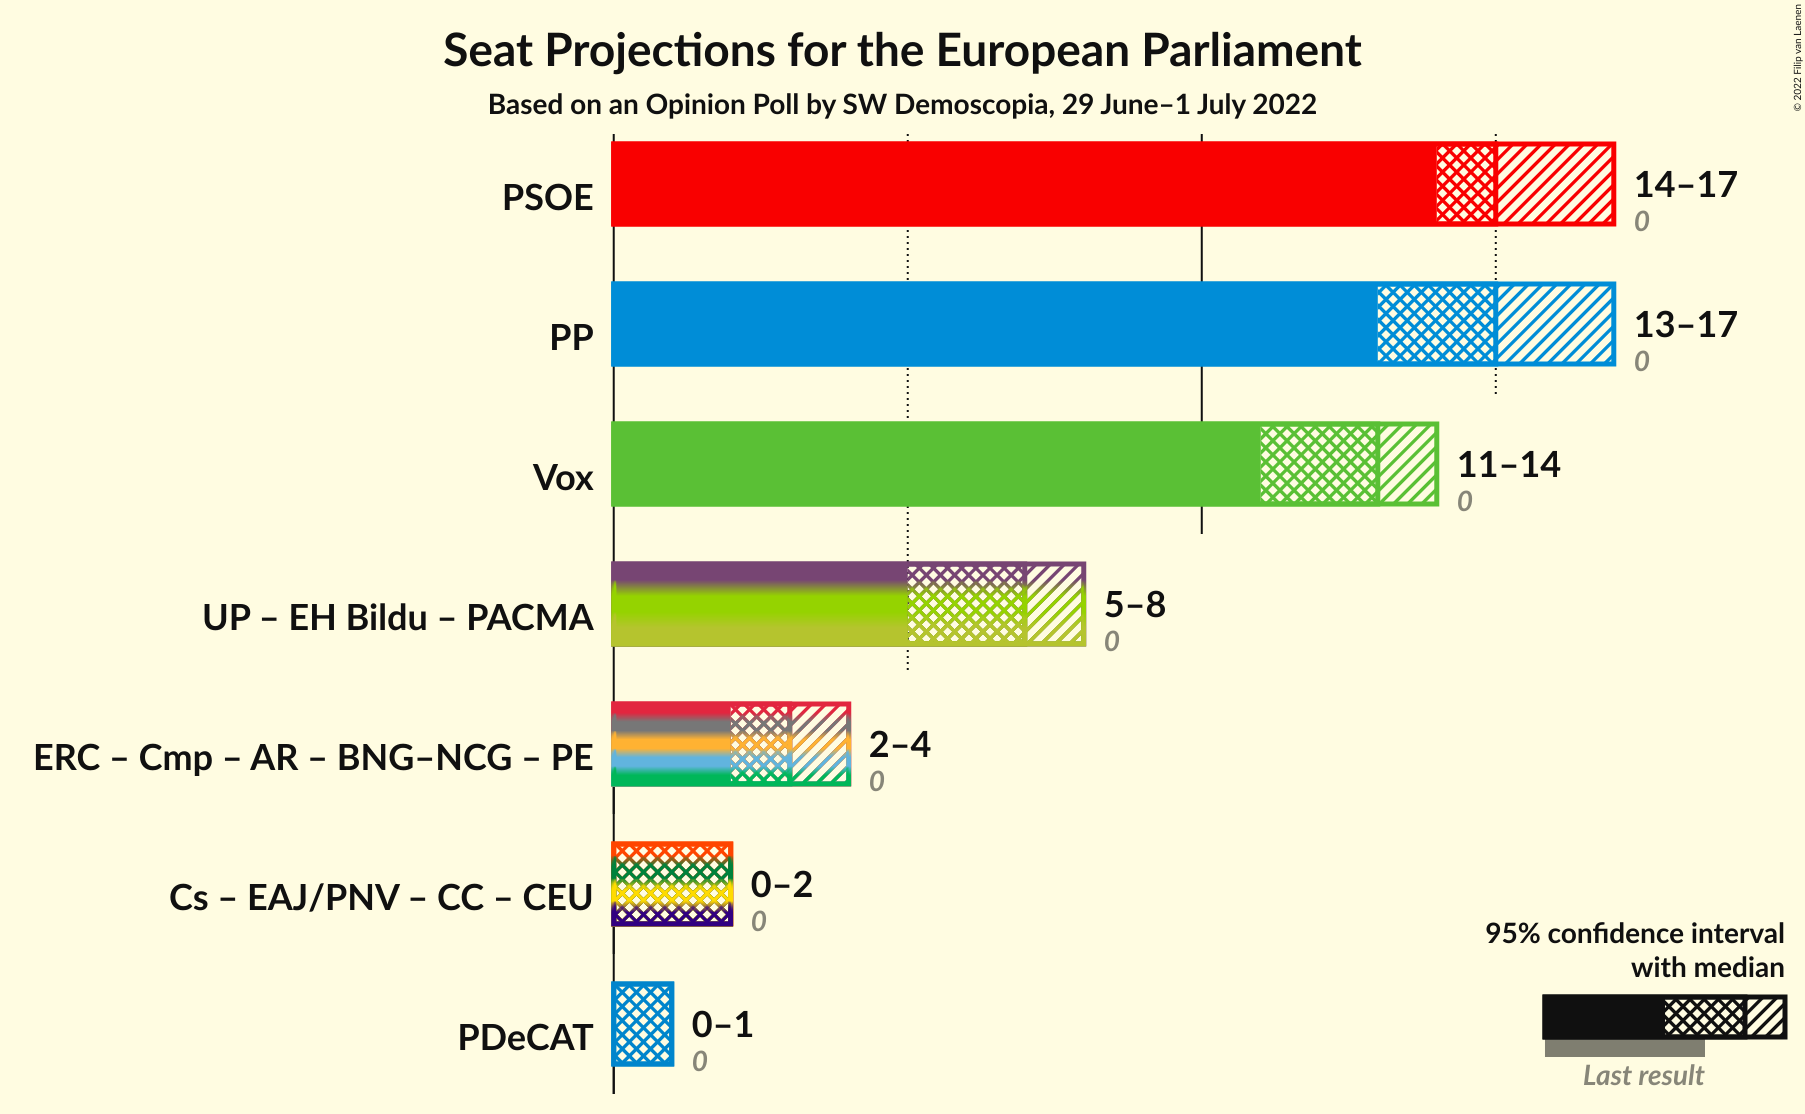 Seat Projections for the European Parliament
Based on an Opinion Poll by SW Demoscopia, 29 June–1 July 2022
© 2022 Filip van Laenen
PSOE
14–17
0
PP
13–17
0
Vox
11–14
0
UP – EH Bildu – PACMA
5–8
0
ERC – Cmp – AR – BNG–NCG – PE
2–4
0
Cs – EAJ/PNV – CC – CEU
0–2
0
PDeCAT
0–1
0
95% confidence interval
with median
Last result